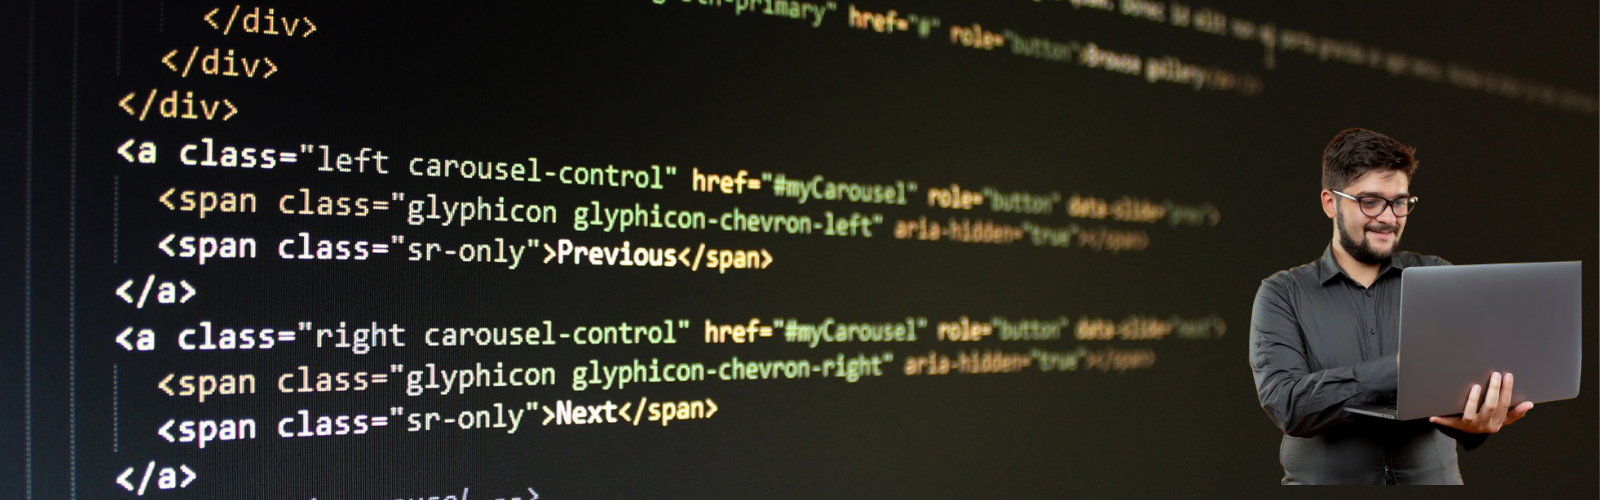 </div>
-primary" href="#" role="button">Browse gallery
</div>
</div>
<a class="left carousel-control" href="#myCarousel" role="button" data-slide="prev">
<span class="glyphicon glyphicon-chevron-left" aria-hidden="true"></span>
<span class="sr-only">Previous</span>
</a>
<a class="right carousel-control" href="#myCarousel" role="button" data-slide="next">
<span class="glyphicon glyphicon-chevron-right" aria-hidden="true"></span>
<span class="sr-only">Next</span>
</a>